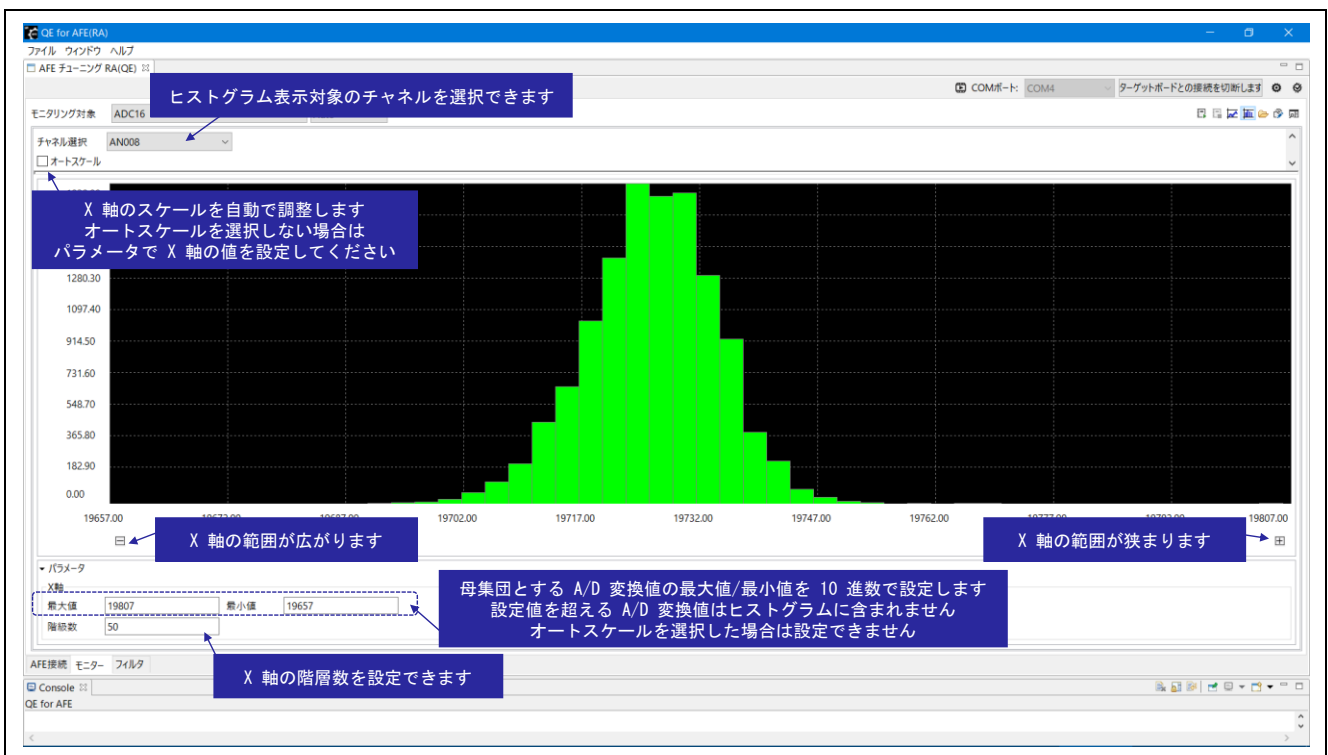 QE for AFE(RA)
ファイル ウィンドウ ヘルプ
AFE チューニング RA(QE)
COMポート: COM4 ターゲットボードとの接続を切断します
ヒストグラム表示対象のチャネルを選択できます
モニタリング対象 ADC16
チャネル選択 AN008
オートスケール
X 軸のスケールを自動で調整します
オートスケールを選択しない場合は
パラメータで X 軸の値を設定してください
1280.30
1097.40
914.50
731.60
548.70
365.80
182.90
0.00
19657.00 19702.00 19717.00 19732.00 19747.00 19762.00 19807.00
X 軸の範囲が広がります
X 軸の範囲が狭まります
パラメータ
X軸
最大値 19807 最小値 19657
階級数 50
母集団とする A/D 変換値の最大値/最小値を 10 進数で設定します
設定値を超える A/D 変換値はヒストグラムに含まれません
オートスケールを選択した場合は設定できません
X 軸の階層数を設定できます
AFE接続 モニター フィルタ
Console
QE for AFE